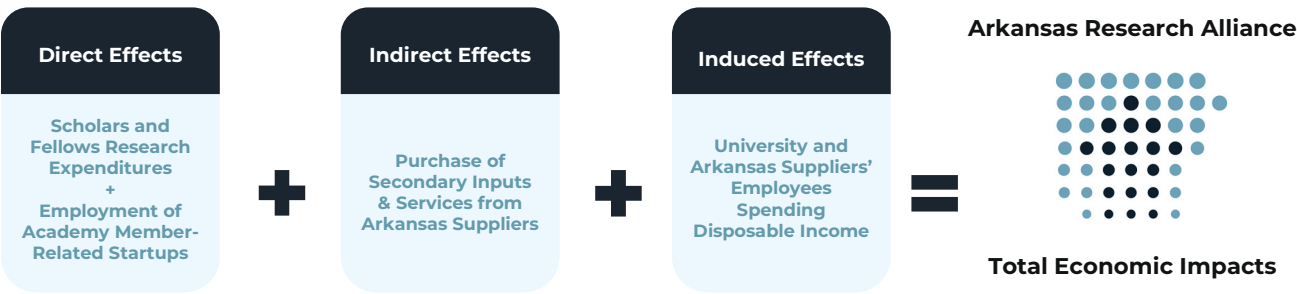 Direct Effects
Scholars and
Fellows Research
Expenditures
+
Employment of
Academy Member-
Related Startups
+
Indirect Effects
Purchase of
Secondary Inputs
& Services from
Arkansas Suppliers
+
Induced Effects
University and
Arkansas Suppliers’
Employees
Spending
Disposable Income
=
Arkansas Research Alliance
Total Economic Impacts